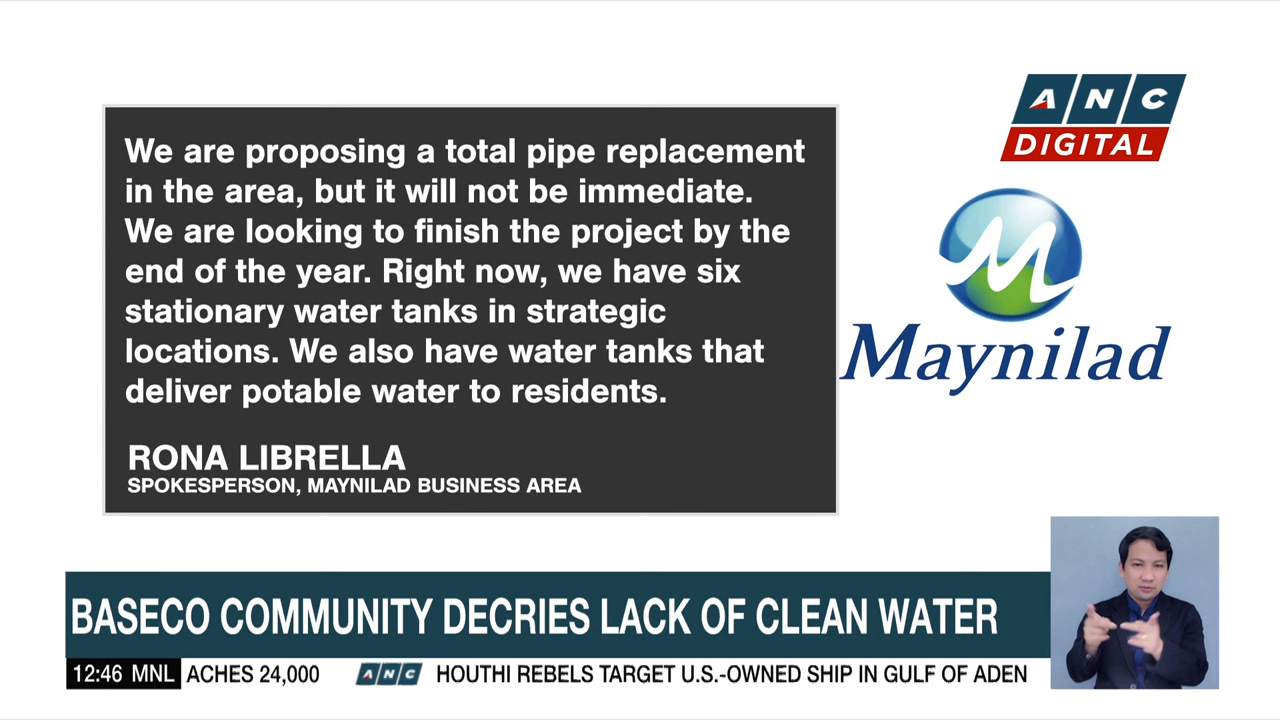 ANC
DIGITAL
We are proposing a total pipe replacement
in the area, but it will not be immediate.
We are looking to finish the project by the
end of the year. Right now, we have six
stationary water tanks in strategic
locations. We also have water tanks that
deliver potable water to residents.
RONA LIBRELLA
SPOKESPERSON, MAYNILAD BUSINESS AREA
Maynilad
BASECO COMMUNITY DECRIES LACK OF CLEAN WATER
12:46 MNL ACHES 24,000 ANC HOUTHI REBELS TARGET U.S.-OWNED SHIP IN GULF OF ADEN